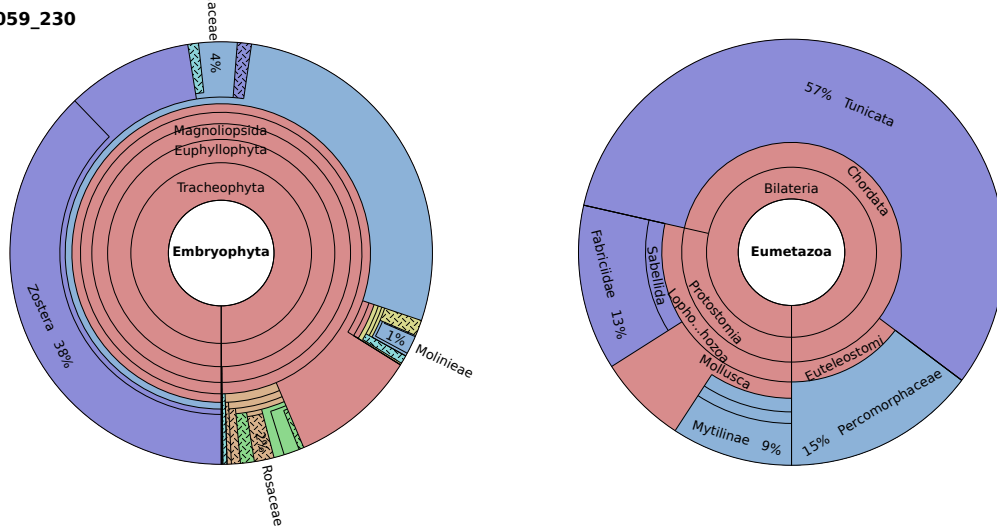 059_230
aceae
4%
Magnoliopsida
Euphyllophyta
Tracheophyta
Embryophyta
Zostera 38%
1%
Molinieae
2%
Rosaceae
57% Tunicata
Chordata
Bilateria
Eumetazoa
Fabriciidae 13%
Sabellida
Protostomia
Lopho...hozoa
Mollusca
Mytilinae 9%
Euteleostomi
15% Percomorphaceae